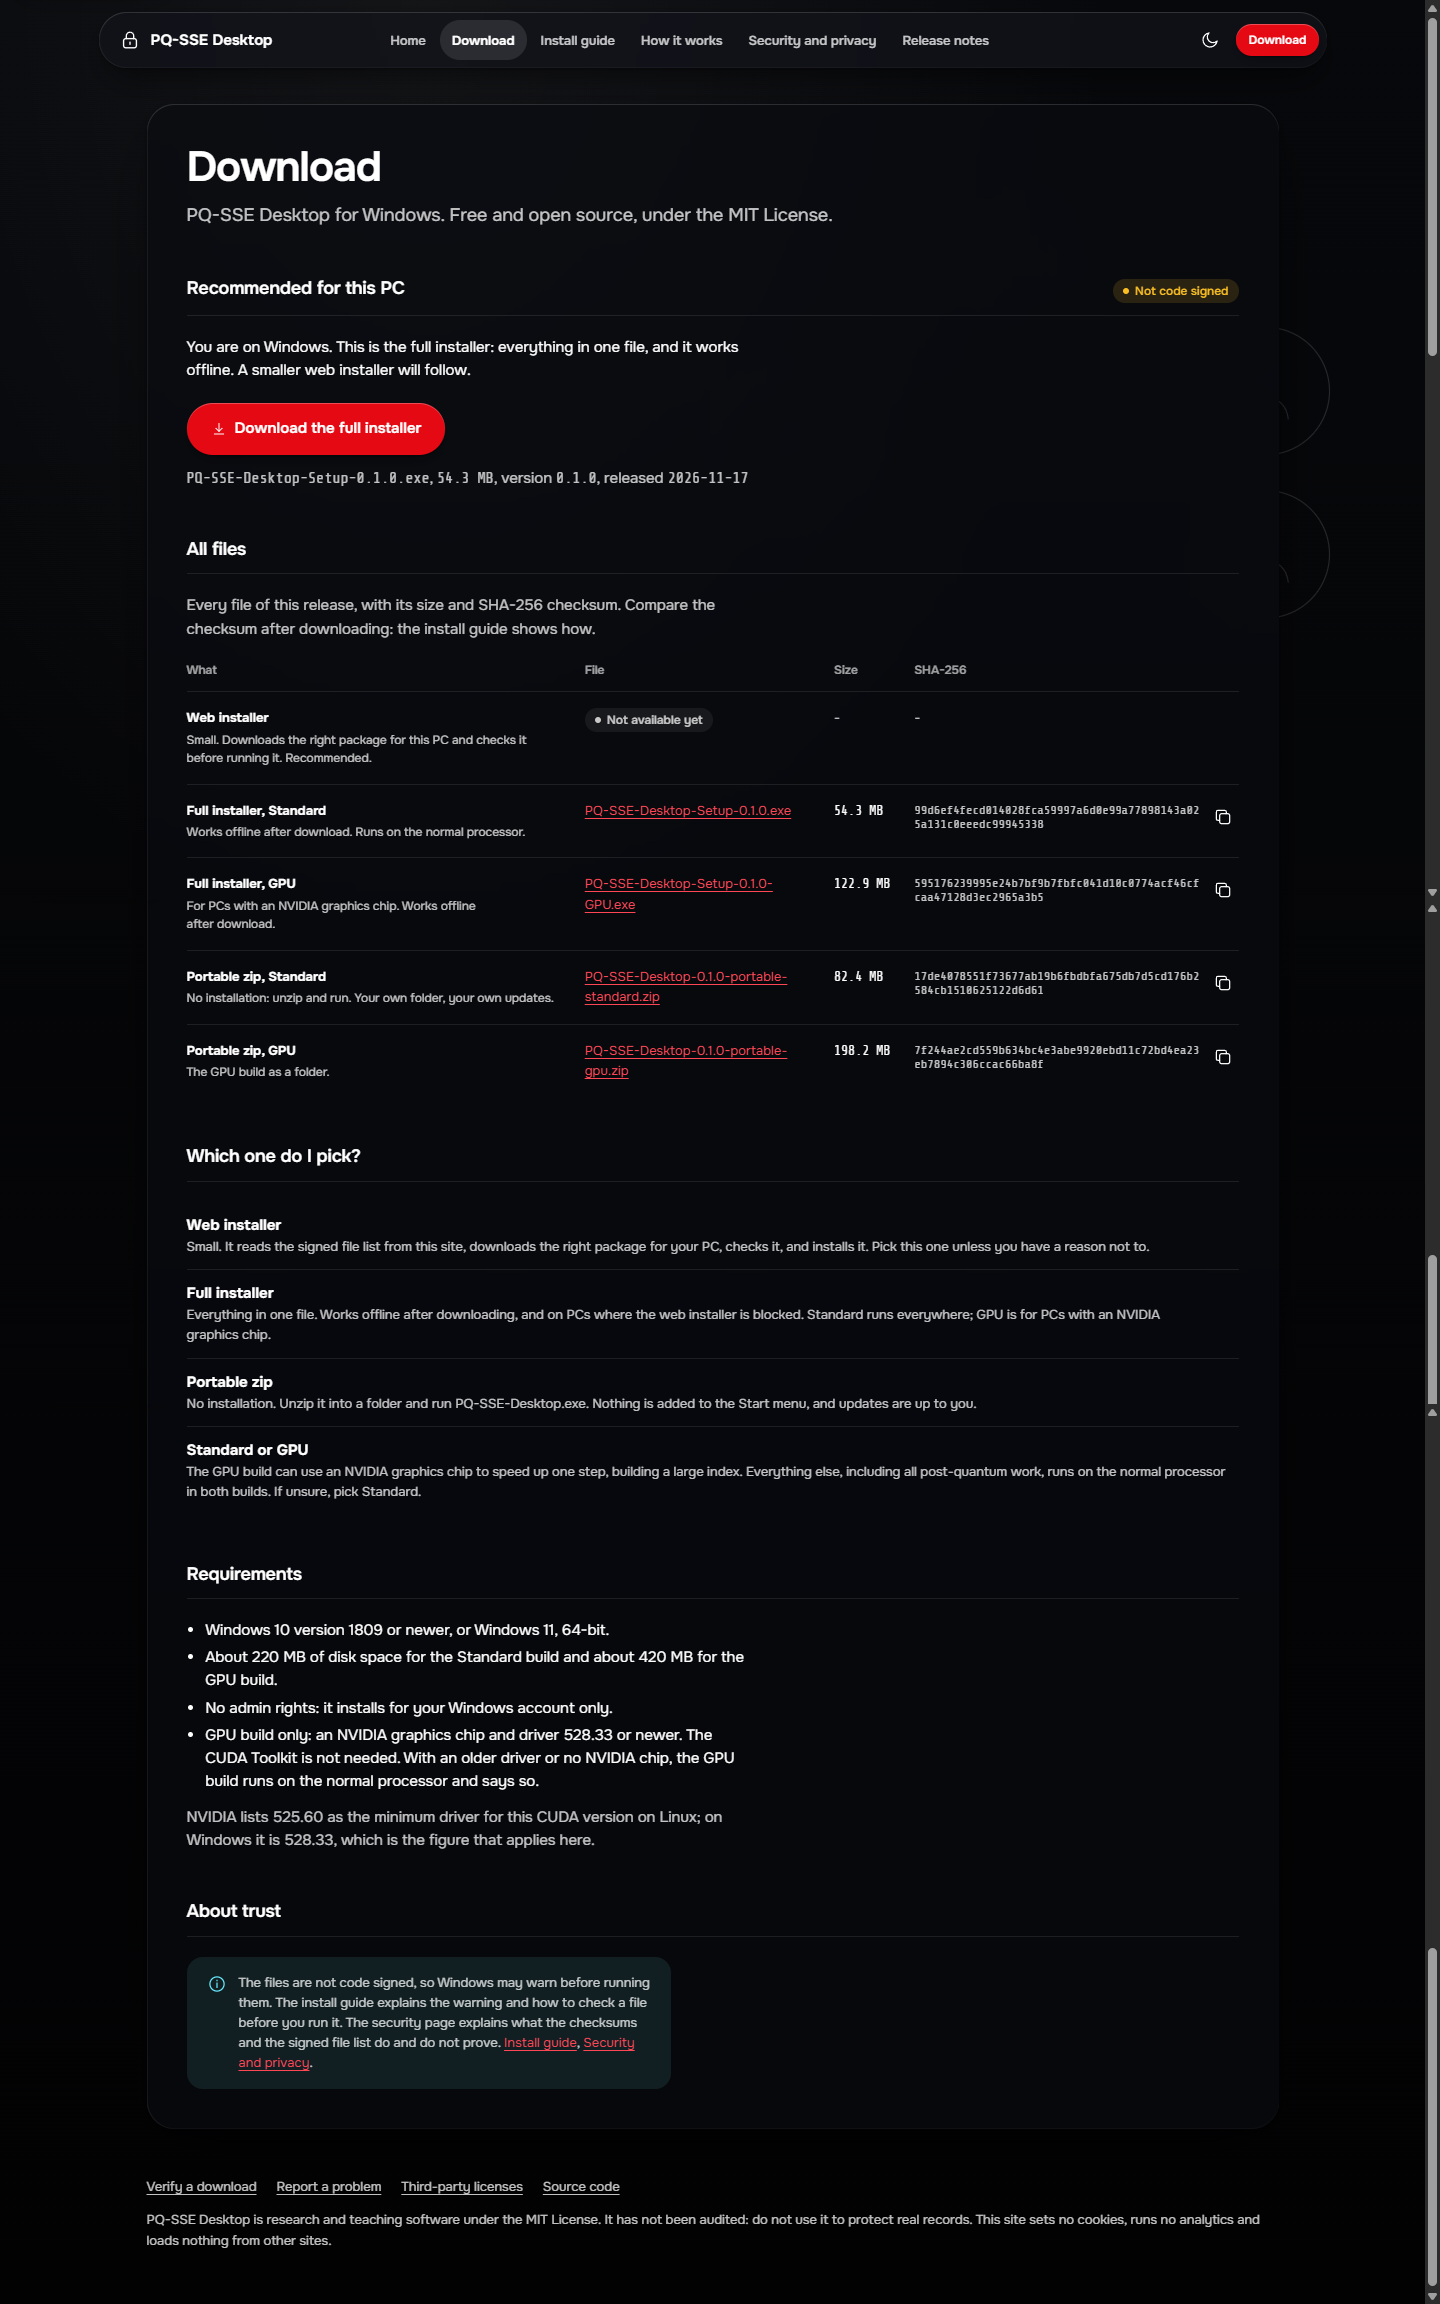 PQ-SSE Desktop
Home
Download
Install guide
How it works
Security and privacy
Release notes
Download
Download
PQ-SSE Desktop for Windows. Free and open source, under the MIT License.
Recommended for this PC
Not code signed
You are on Windows. This is the full installer: everything in one file, and it works
offline. A smaller web installer will follow.
Download the full installer
PQ-SSE-Desktop-Setup-0.1.0.exe, 54.3 MB, version 0.1.0, released 2026-11-17
All files
Every file of this release, with its size and SHA-256 checksum. Compare the
checksum after downloading: the install guide shows how.
What File Size SHA-256
Web installer
Not available yet - -
Small. Downloads the right package for this PC and checks it
before running it. Recommended.
Full installer, Standard
Works offline after download. Runs on the normal processor.
PQ-SSE-Desktop-Setup-0.1.0.exe
54.3 MB
99d6ef4fecd014028fca59997a6d0e99a77898143a02
5a131c0eeedc99945338
Full installer, GPU
For PCs with an NVIDIA graphics chip. Works offline
after download.
PQ-SSE-Desktop-Setup-0.1.0-
GPU.exe
122.9 MB
595176239995e24b7bf9b7fbfc041d10c0774acf46cf
caa47128d3ec2965a3b5
Portable zip, Standard
No installation: unzip and run. Your own folder, your own updates.
PQ-SSE-Desktop-0.1.0-portable-
standard.zip
82.4 MB
17de4078551f73677ab19b6fbdbfa675db7d5cd176b2
584cb1510625122d6d61
Portable zip, GPU
The GPU build as a folder.
PQ-SSE-Desktop-0.1.0-portable-
gpu.zip
198.2 MB
7f244ae2cd559b634bc4e3abe9920ebd11c72bd4ea23
eb7894c306ccac66ba8f
Which one do I pick?
Web installer
Small. It reads the signed file list from this site, downloads the right package for your PC, checks it, and installs it. Pick this one unless you have a reason not to.
Full installer
Everything in one file. Works offline after downloading, and on PCs where the web installer is blocked. Standard runs everywhere; GPU is for PCs with an NVIDIA
graphics chip.
Portable zip
No installation. Unzip it into a folder and run PQ-SSE-Desktop.exe. Nothing is added to the Start menu, and updates are up to you.
Standard or GPU
The GPU build can use an NVIDIA graphics chip to speed up one step, building a large index. Everything else, including all post-quantum work, runs on the normal processor
in both builds. If unsure, pick Standard.
Requirements
• Windows 10 version 1809 or newer, or Windows 11, 64-bit.
• About 220 MB of disk space for the Standard build and about 420 MB for the
GPU build.
• No admin rights: it installs for your Windows account only.
• GPU build only: an NVIDIA graphics chip and driver 528.33 or newer. The
CUDA Toolkit is not needed. With an older driver or no NVIDIA chip, the GPU
build runs on the normal processor and says so.
NVIDIA lists 525.60 as the minimum driver for this CUDA version on Linux; on
Windows it is 528.33, which is the figure that applies here.
About trust
The files are not code signed, so Windows may warn before running
them. The install guide explains the warning and how to check a file
before you run it. The security page explains what the checksums
and the signed file list do and do not prove. Install guide, Security
and privacy.
Verify a download
Report a problem
Third-party licenses
Source code
PQ-SSE Desktop is research and teaching software under the MIT License. It has not been audited: do not use it to protect real records. This site sets no cookies, runs no analytics and
loads nothing from other sites.